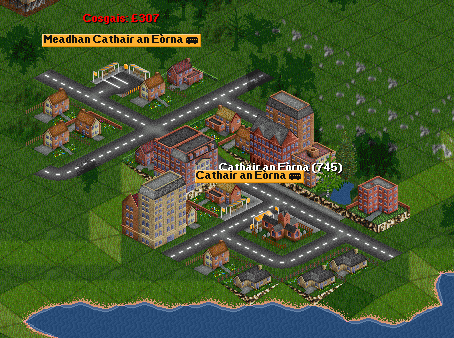 Cosgais: £307
Meadhan Cathair an Eòrna
Cathair an Eòrna (745)
Cathair an Eòrna